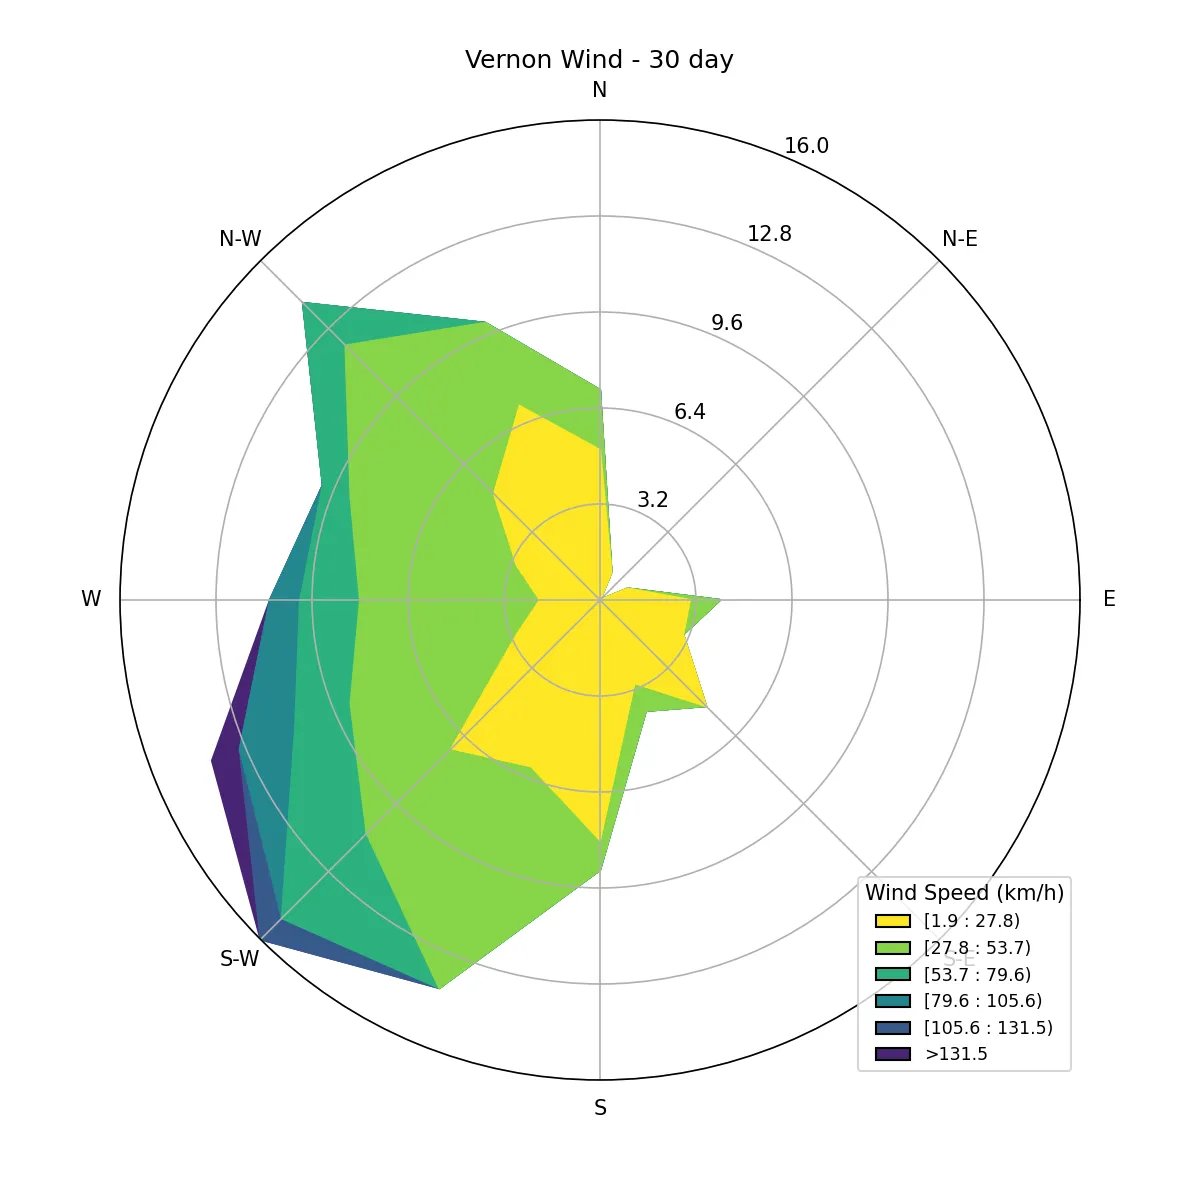 Vernon Wind - 30 day
N
16.0
N-W
N-E
12.8
9.6
6.4
3.2
W
E
S-W
S-E
S
Wind Speed (km/h)
[1.9 : 27.8)
[27.8 : 53.7)
[53.7 : 79.6)
[79.6 : 105.6)
[105.6 : 131.5)
>131.5